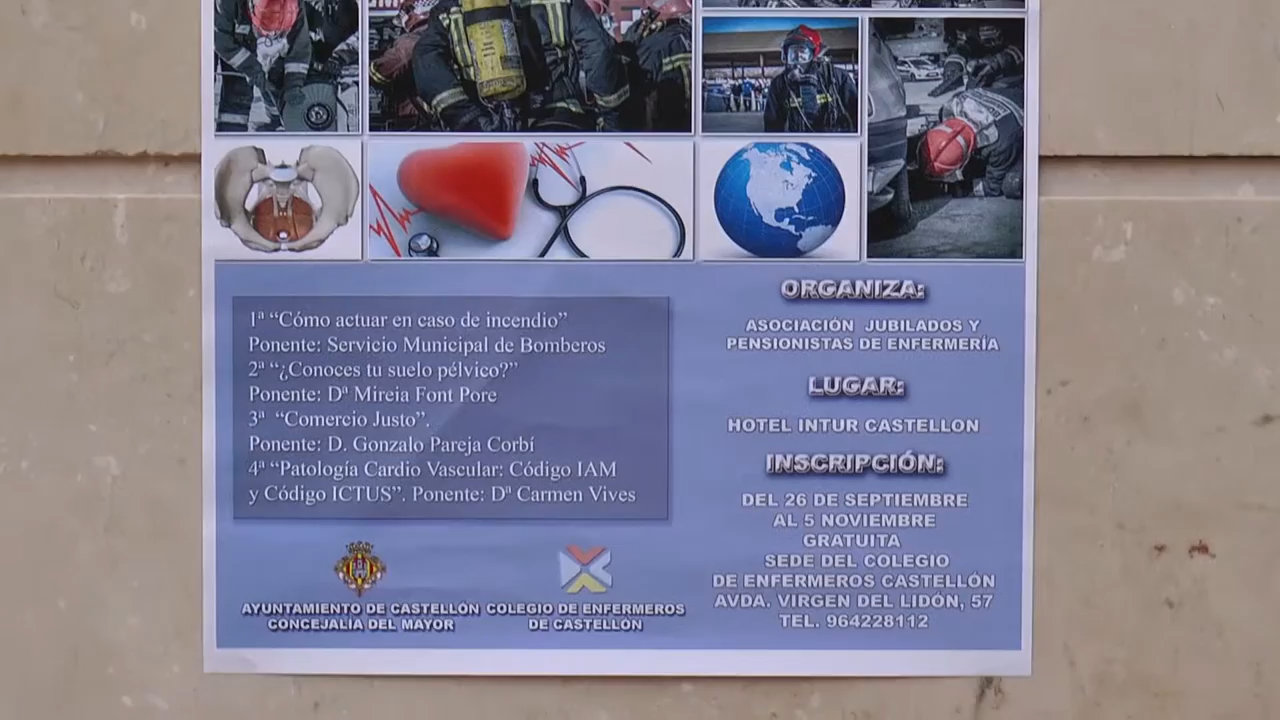 1ª “Cómo actuar en caso de incendio”
Ponente: Servicio Municipal de Bomberos
2ª “¿Conoces tu suelo pélvico?”
Ponente: Dª Mireia Font Pore
3ª “Comercio Justo”.
Ponente: D. Gonzalo Pareja Corbí
4ª “Patología Cardio Vascular: Código IAM
y Código ICTUS”. Ponente: Dª Carmen Vives
AYUNTAMIENTO DE CASTELLÓN
CONCEJALIA DEL MAYOR
COLEGIO DE ENFERMEROS
DE CASTELLÓN
ORGANIZA:
ASOCIACIÓN JUBILADOS Y
PENSIONISTAS DE ENFERMERÍA
LUGAR:
HOTEL INTUR CASTELLON
INSCRIPCIÓN:
DEL 26 DE SEPTIEMBRE
AL 5 NOVIEMBRE
GRATUITA
SEDE DEL COLEGIO
DE ENFERMEROS CASTELLÓN
AVDA. VIRGEN DEL LIDÓN, 57
TEL. 964228112